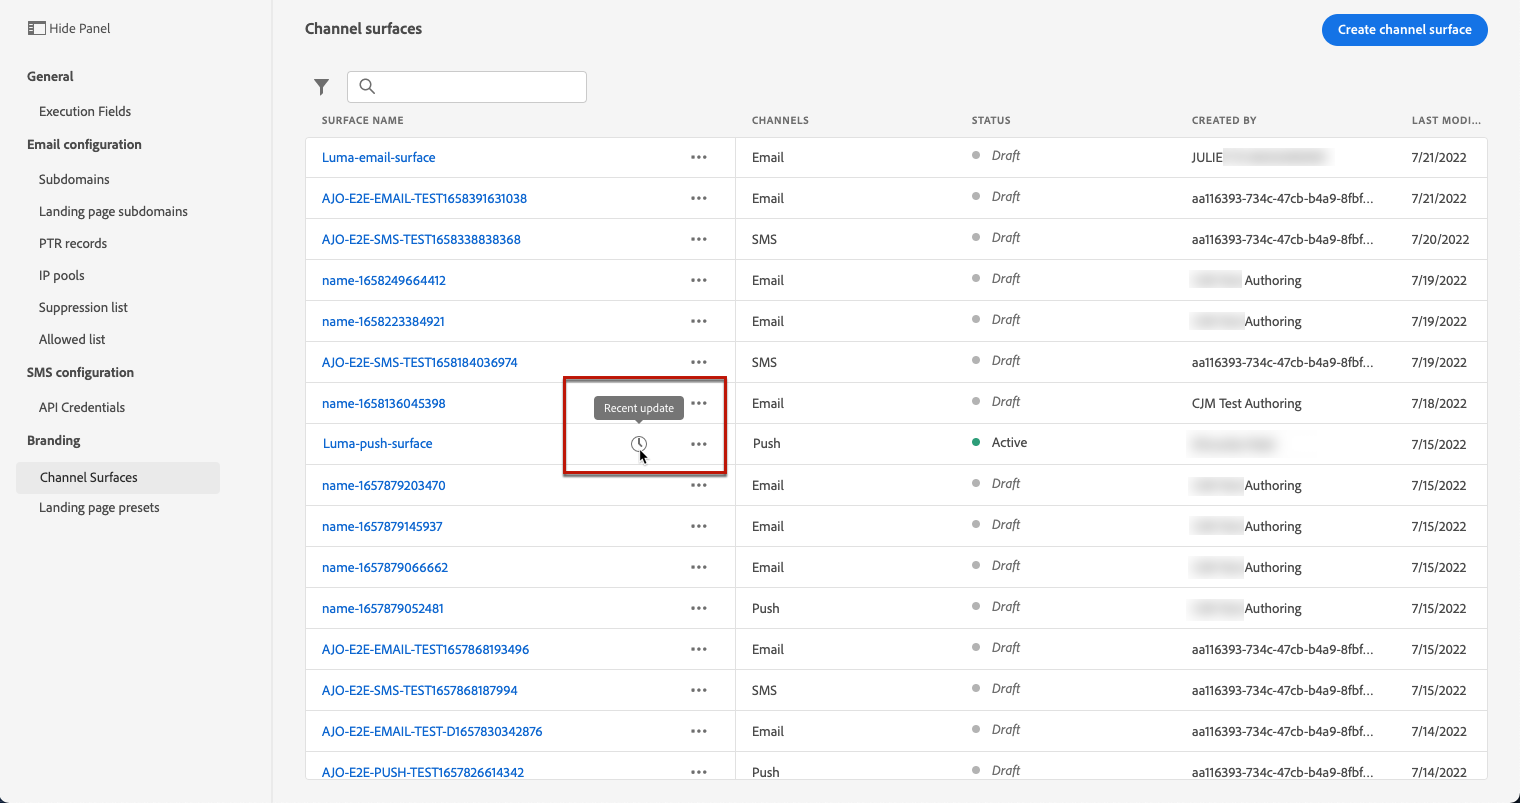 Hide Panel
General
Execution Fields
Email configuration
Subdomains
Landing page subdomains
PTR records
IP pools
Suppression list
Allowed list
SMS configuration
API Credentials
Branding
Channel Surfaces
Landing page presets
Channel surfaces
Create channel surface
SURFACE NAME CHANNELS STATUS CREATED BY LAST MODI...
Luma-email-surface Email Draft JULIE 7/21/2022
AJO-E2E-EMAIL-TEST1658391631038 Email Draft aa116393-734c-47cb-b4a9-8fbf... 7/21/2022
AJO-E2E-SMS-TEST1658338838368 SMS Draft aa116393-734c-47cb-b4a9-8fbf... 7/20/2022
name-1658249664412 Email Draft Authoring 7/19/2022
name-1658223384921 Email Draft Authoring 7/19/2022
AJO-E2E-SMS-TEST1658184036974 SMS Draft aa116393-734c-47cb-b4a9-8fbf... 7/19/2022
name-1658136045398 Email Draft CJM Test Authoring 7/18/2022
Recent update
Luma-push-surface Push Active 7/15/2022
name-1657879203470 Email Draft Authoring 7/15/2022
name-1657879145937 Email Draft Authoring 7/15/2022
name-1657879066662 Email Draft Authoring 7/15/2022
name-1657879052481 Push Draft Authoring 7/15/2022
AJO-E2E-EMAIL-TEST1657868193496 Email Draft aa116393-734c-47cb-b4a9-8fbf... 7/15/2022
AJO-E2E-SMS-TEST1657868187994 SMS Draft aa116393-734c-47cb-b4a9-8fbf... 7/15/2022
AJO-E2E-EMAIL-TEST-D1657830342876 Email Draft aa116393-734c-47cb-b4a9-8fbf... 7/14/2022
AJO-E2E-PUSH-TEST1657826614342 Push Draft aa116393-734c-47cb-b4a9-8fbf... 7/14/2022